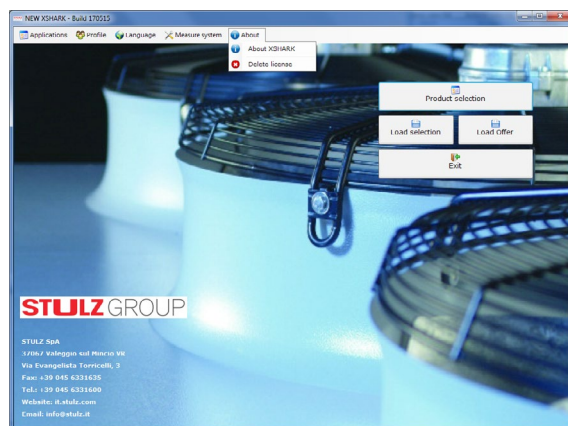 NEW XSHARK - Build 170515
Applications Profile Language Measure system About
About XSHARK
Delete license
Product selection
Load selection Load Offer
Exit
STULZ GROUP
STULZ SpA
37067 Valeggio sul Mincio VR
Via Evangelista Torricelli, 3
Fax: +39 045 6331635
Tel.: +39 045 6331600
Website: it.stulz.com
Email: info@stulz.it